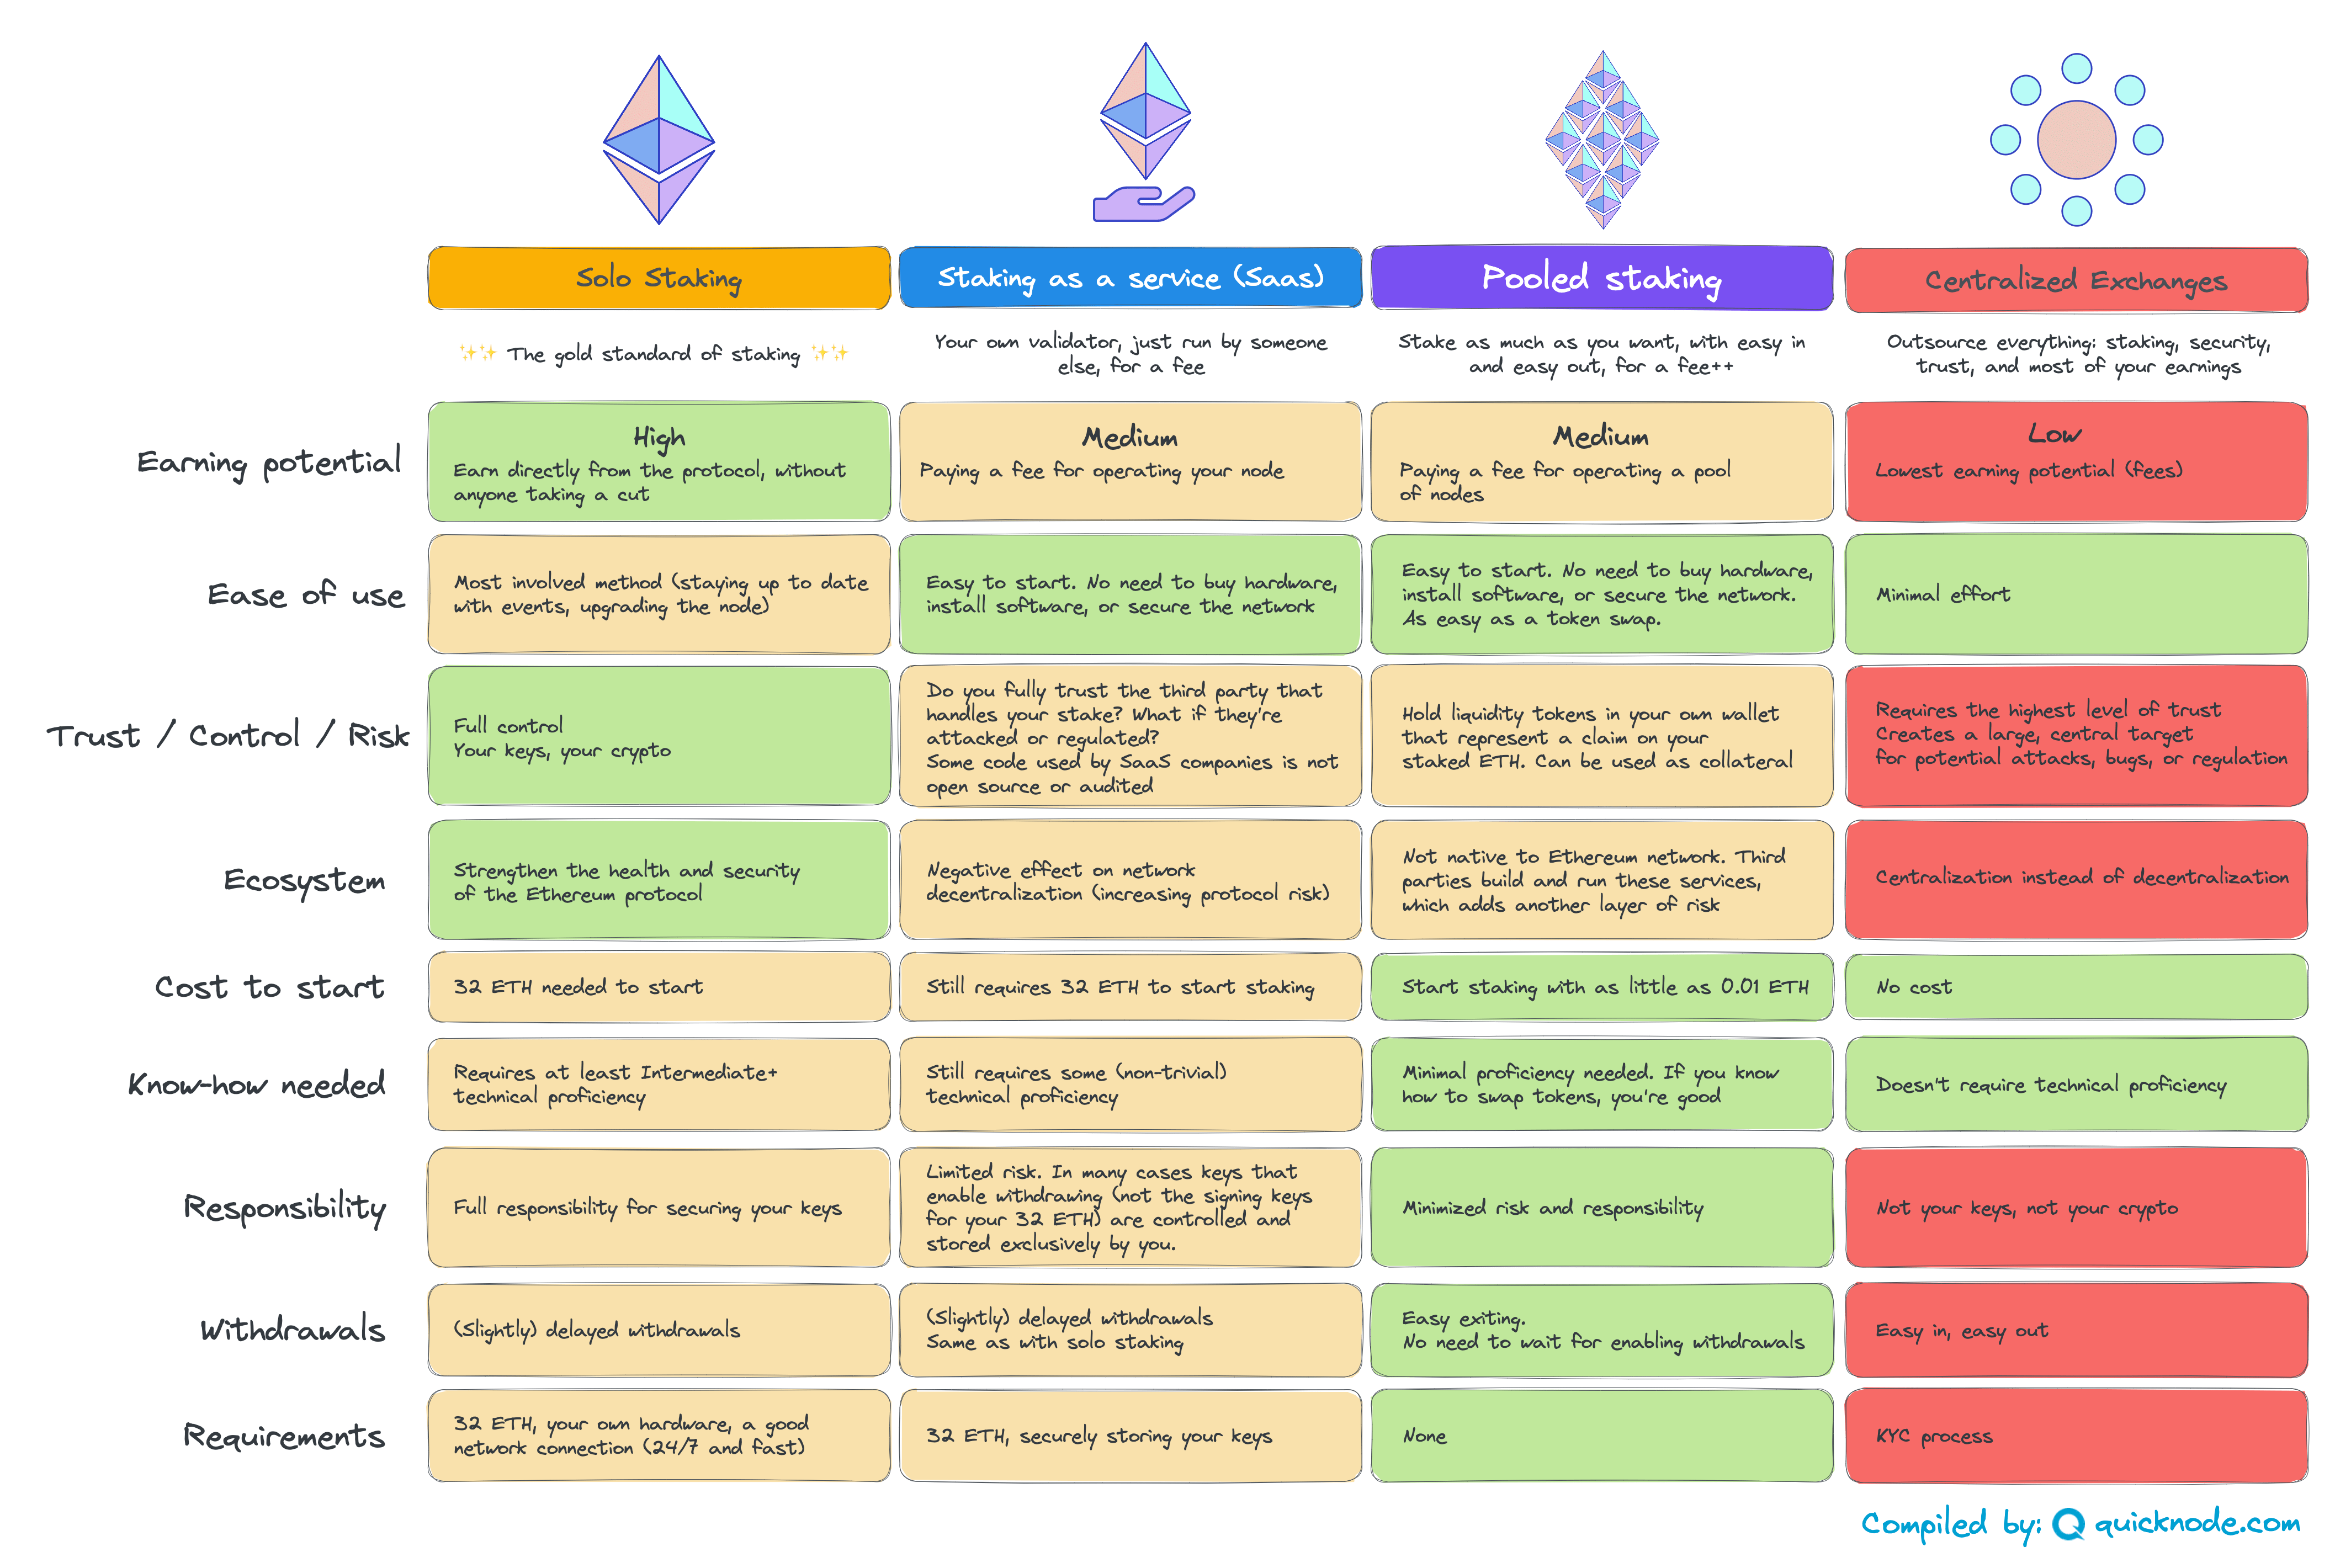 Solo Staking
Staking as a service (Saas)
Pooled staking
Centralized Exchanges
✨✨ The gold standard of staking ✨✨
Your own validator, just run by someone
else, for a fee
Stake as much as you want, with easy in
and easy out, for a fee++
Outsource everything: staking, security,
trust, and most of your earnings
Earning potential
High
Earn directly from the protocol, without
anyone taking a cut
Medium
Paying a fee for operating your node
Medium
Paying a fee for operating a pool
of nodes
Low
Lowest earning potential (fees)
Ease of use
Most involved method (staying up to date
with events, upgrading the node)
Easy to start. No need to buy hardware,
install software, or secure the network
Easy to start. No need to buy hardware,
install software, or secure the network.
As easy as a token swap.
Minimal effort
Trust / Control / Risk
Full control
Your keys, your crypto
Do you fully trust the third party that
handles your stake? What if they're
attacked or regulated?
Some code used by SaaS companies is not
open source or audited
Hold liquidity tokens in your own wallet
that represent a claim on your
staked ETH. Can be used as collateral
Requires the highest level of trust
Creates a large, central target
for potential attacks, bugs, or regulation
Ecosystem
Strengthen the health and security
of the Ethereum protocol
Negative effect on network
decentralization (increasing protocol risk)
Not native to Ethereum network. Third
parties build and run these services,
which adds another layer of risk
Centralization instead of decentralization
Cost to start
32 ETH needed to start
Still requires 32 ETH to start staking
Start staking with as little as 0.01 ETH
No cost
Know-how needed
Requires at least Intermediate+
technical proficiency
Still requires some (non-trivial)
technical proficiency
Minimal proficiency needed. If you know
how to swap tokens, you're good
Doesn't require technical proficiency
Responsibility
Full responsibility for securing your keys
Limited risk. In many cases keys that
enable withdrawing (not the signing keys
for your 32 ETH) are controlled and
stored exclusively by you.
Minimized risk and responsibility
Not your keys, not your crypto
Withdrawals
(Slightly) delayed withdrawals
(Slightly) delayed withdrawals
Same as with solo staking
Easy exiting.
No need to wait for enabling withdrawals
Easy in, easy out
Requirements
32 ETH, your own hardware, a good
network connection (24/7 and fast)
32 ETH, securely storing your keys
None
KYC process
Compiled by: quicknode.com